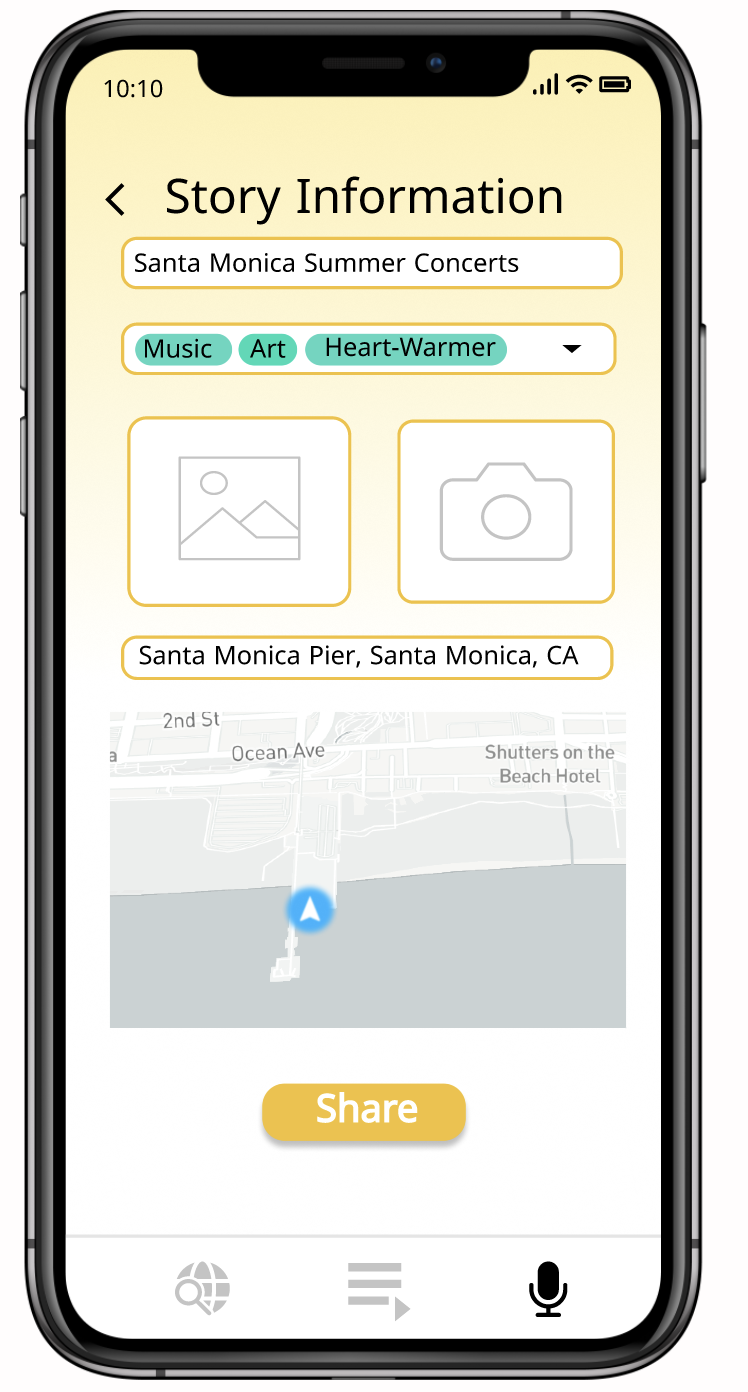 10:10
Story Information
Santa Monica Summer Concerts
Music Art Heart-Warmer
Santa Monica Pier, Santa Monica, CA
2nd St
a
Ocean Ave
Shutters on the
Beach Hotel
Share